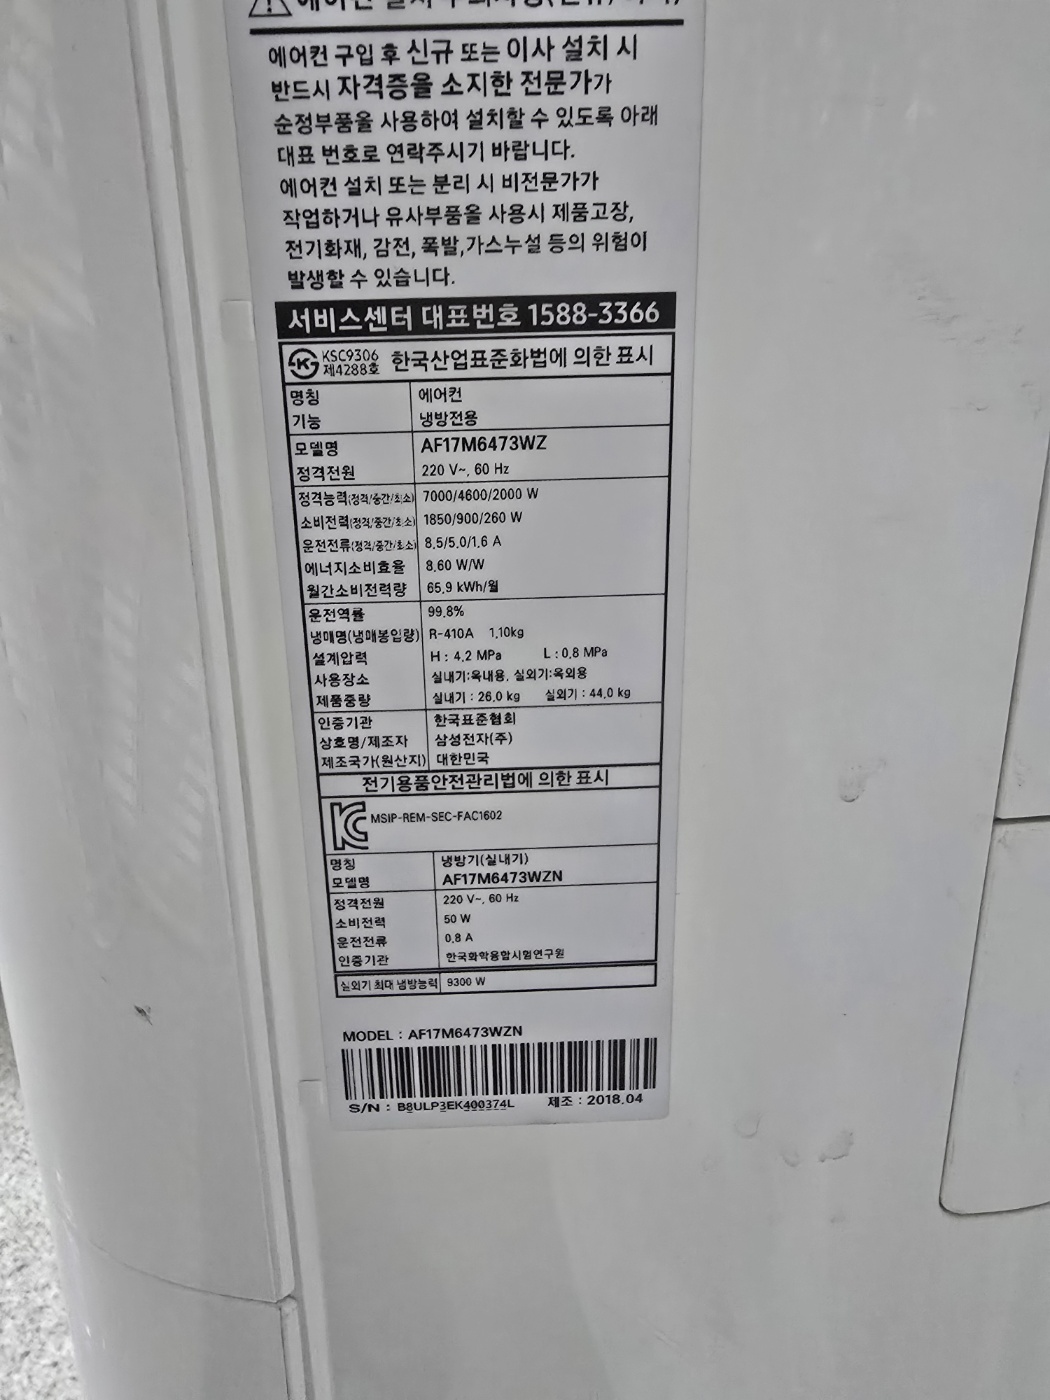 에어컨 구입 후 신규 또는 이사 설치 시
반드시 자격증을 소지한 전문가가
순정부품을 사용하여 설치할 수 있도록 아래
대표 번호로 연락주시기 바랍니다.
에어컨 설치 또는 분리 시 비전문가가
작업하거나 유사부품을 사용시 제품고장,
전기화재, 감전, 폭발,가스누설 등의 위험이
발생할 수 있습니다.
서비스센터 대표번호 1588-3366
KSC9306
제4288호 한국산업표준화법에 의한 표시
명칭 에어컨
기능 냉방전용
모델명 AF17M6473WZ
정격전원 220 V~, 60 Hz
정격능력(정격/중간/최소) 7000/4600/2000 W
소비전력(정격/중간/최소) 1850/900/260 W
운전전류(정격/중간/최소) 8.5/5.0/1.6 A
에너지소비효율 8.60 W/W
월간소비전력량 65.9 kWh/월
운전역률 99.8%
냉매명(냉매봉입량) R-410A 1.10kg
설계압력 H : 4.2 MPa L : 0.8 MPa
사용장소 실내기:옥내용, 실외기:옥외용
제품중량 실내기 : 26.0 kg 실외기 : 44.0 kg
인증기관 한국표준협회
상호명/제조자 삼성전자(주)
제조국가(원산지) 대한민국
전기용품안전관리법에 의한 표시
MSIP-REM-SEC-FAC1602
명칭 냉방기(실내기)
모델명 AF17M6473WZN
정격전원 220 V~, 60 Hz
소비전력 50 W
운전전류 0.8 A
인증기관 한국화학융합시험연구원
실외기 최대 냉방능력 9300 W
MODEL : AF17M6473WZN
S/N : B8ULP3EK400374L 제조 : 2018.04